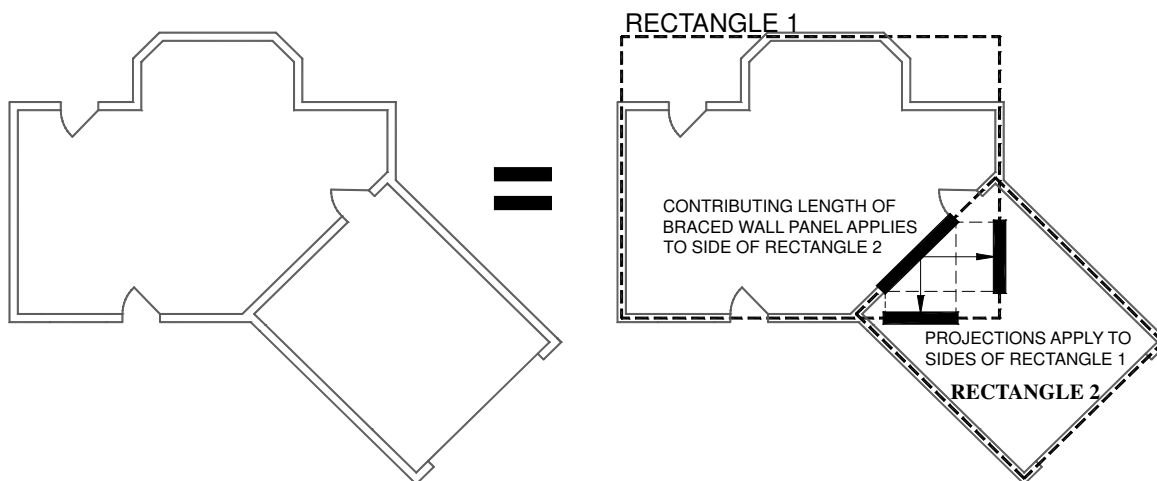 RECTANGLE 1
CONTRIBUTING LENGTH OF
BRACED WALL PANEL APPLIES
TO SIDE OF RECTANGLE 2
PROJECTIONS APPLY TO
SIDES OF RECTANGLE 1
RECTANGLE 2